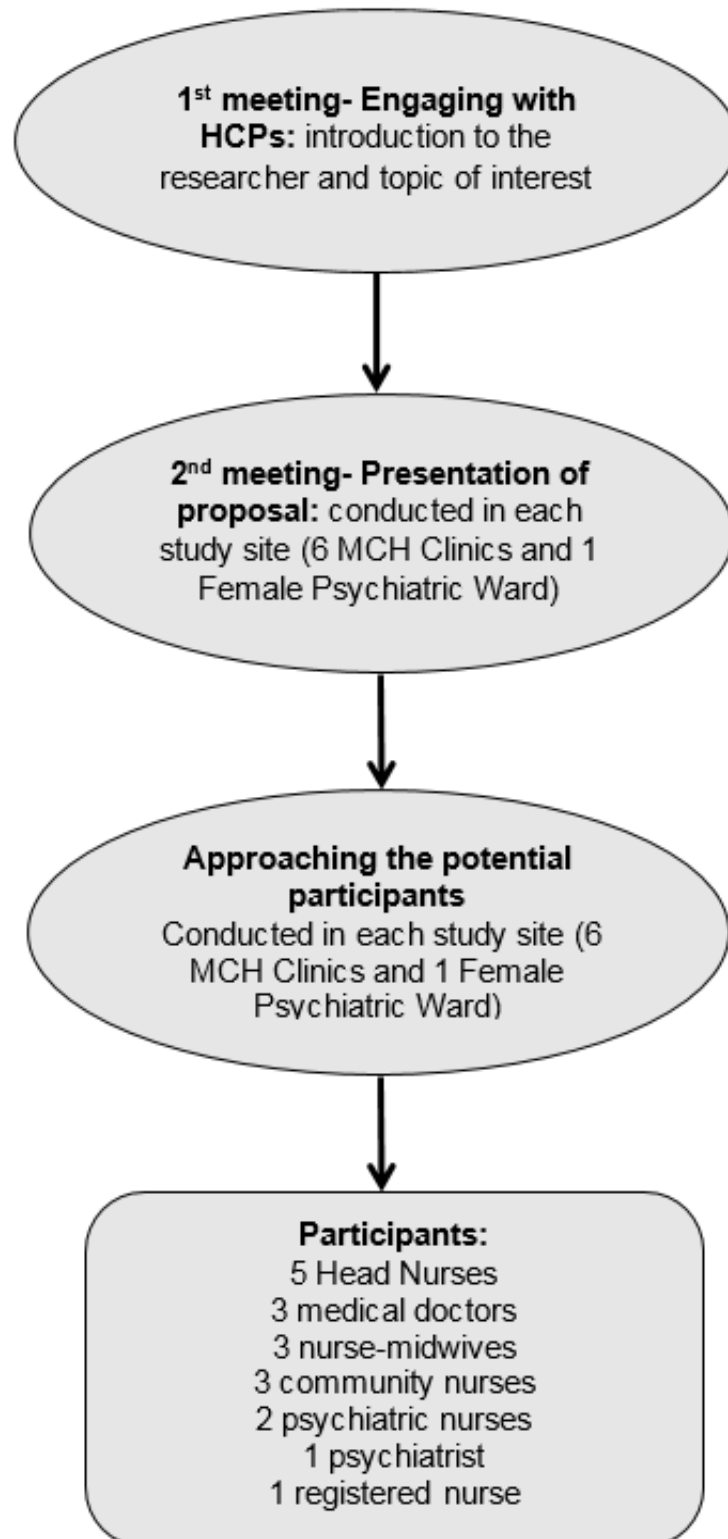 1st meeting- Engaging with
HCPs: introduction to the
researcher and topic of interest
2nd meeting- Presentation of
proposal: conducted in each
study site (6 MCH Clinics and 1
Female Psychiatric Ward)
Approaching the potential
participants
Conducted in each study site (6
MCH Clinics and 1 Female
Psychiatric Ward)
Participants:
5 Head Nurses
3 medical doctors
3 nurse-midwives
3 community nurses
2 psychiatric nurses
1 psychiatrist
1 registered nurse